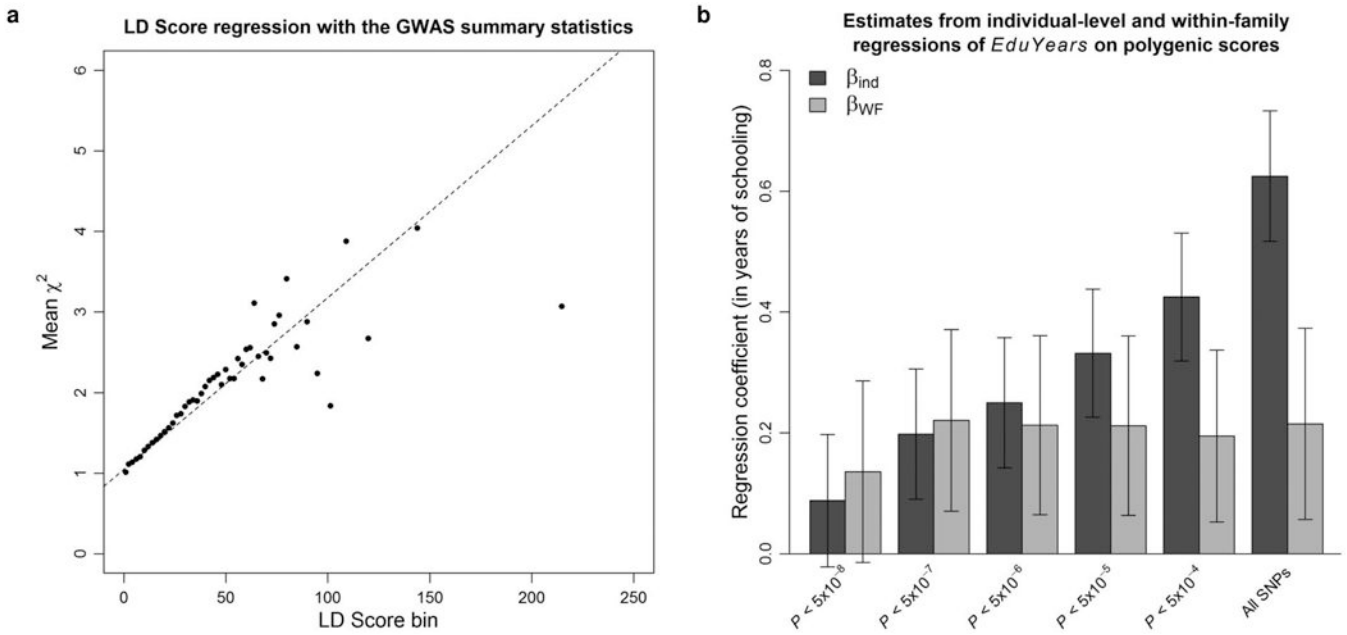 a
LD Score regression with the GWAS summary statistics
6
5
4
3
2
1
0
Mean χ²
0 50 100 150 200 250
LD Score bin
b
Estimates from individual-level and within-family
regressions of EduYears on polygenic scores
βind
βWF
0.8
0.6
0.4
0.2
0.0
Regression coefficient (in years of schooling)
P < 5x10⁻⁸
P < 5x10⁻⁷
P < 5x10⁻⁶
P < 5x10⁻⁵
P < 5x10⁻⁴
All SNPs